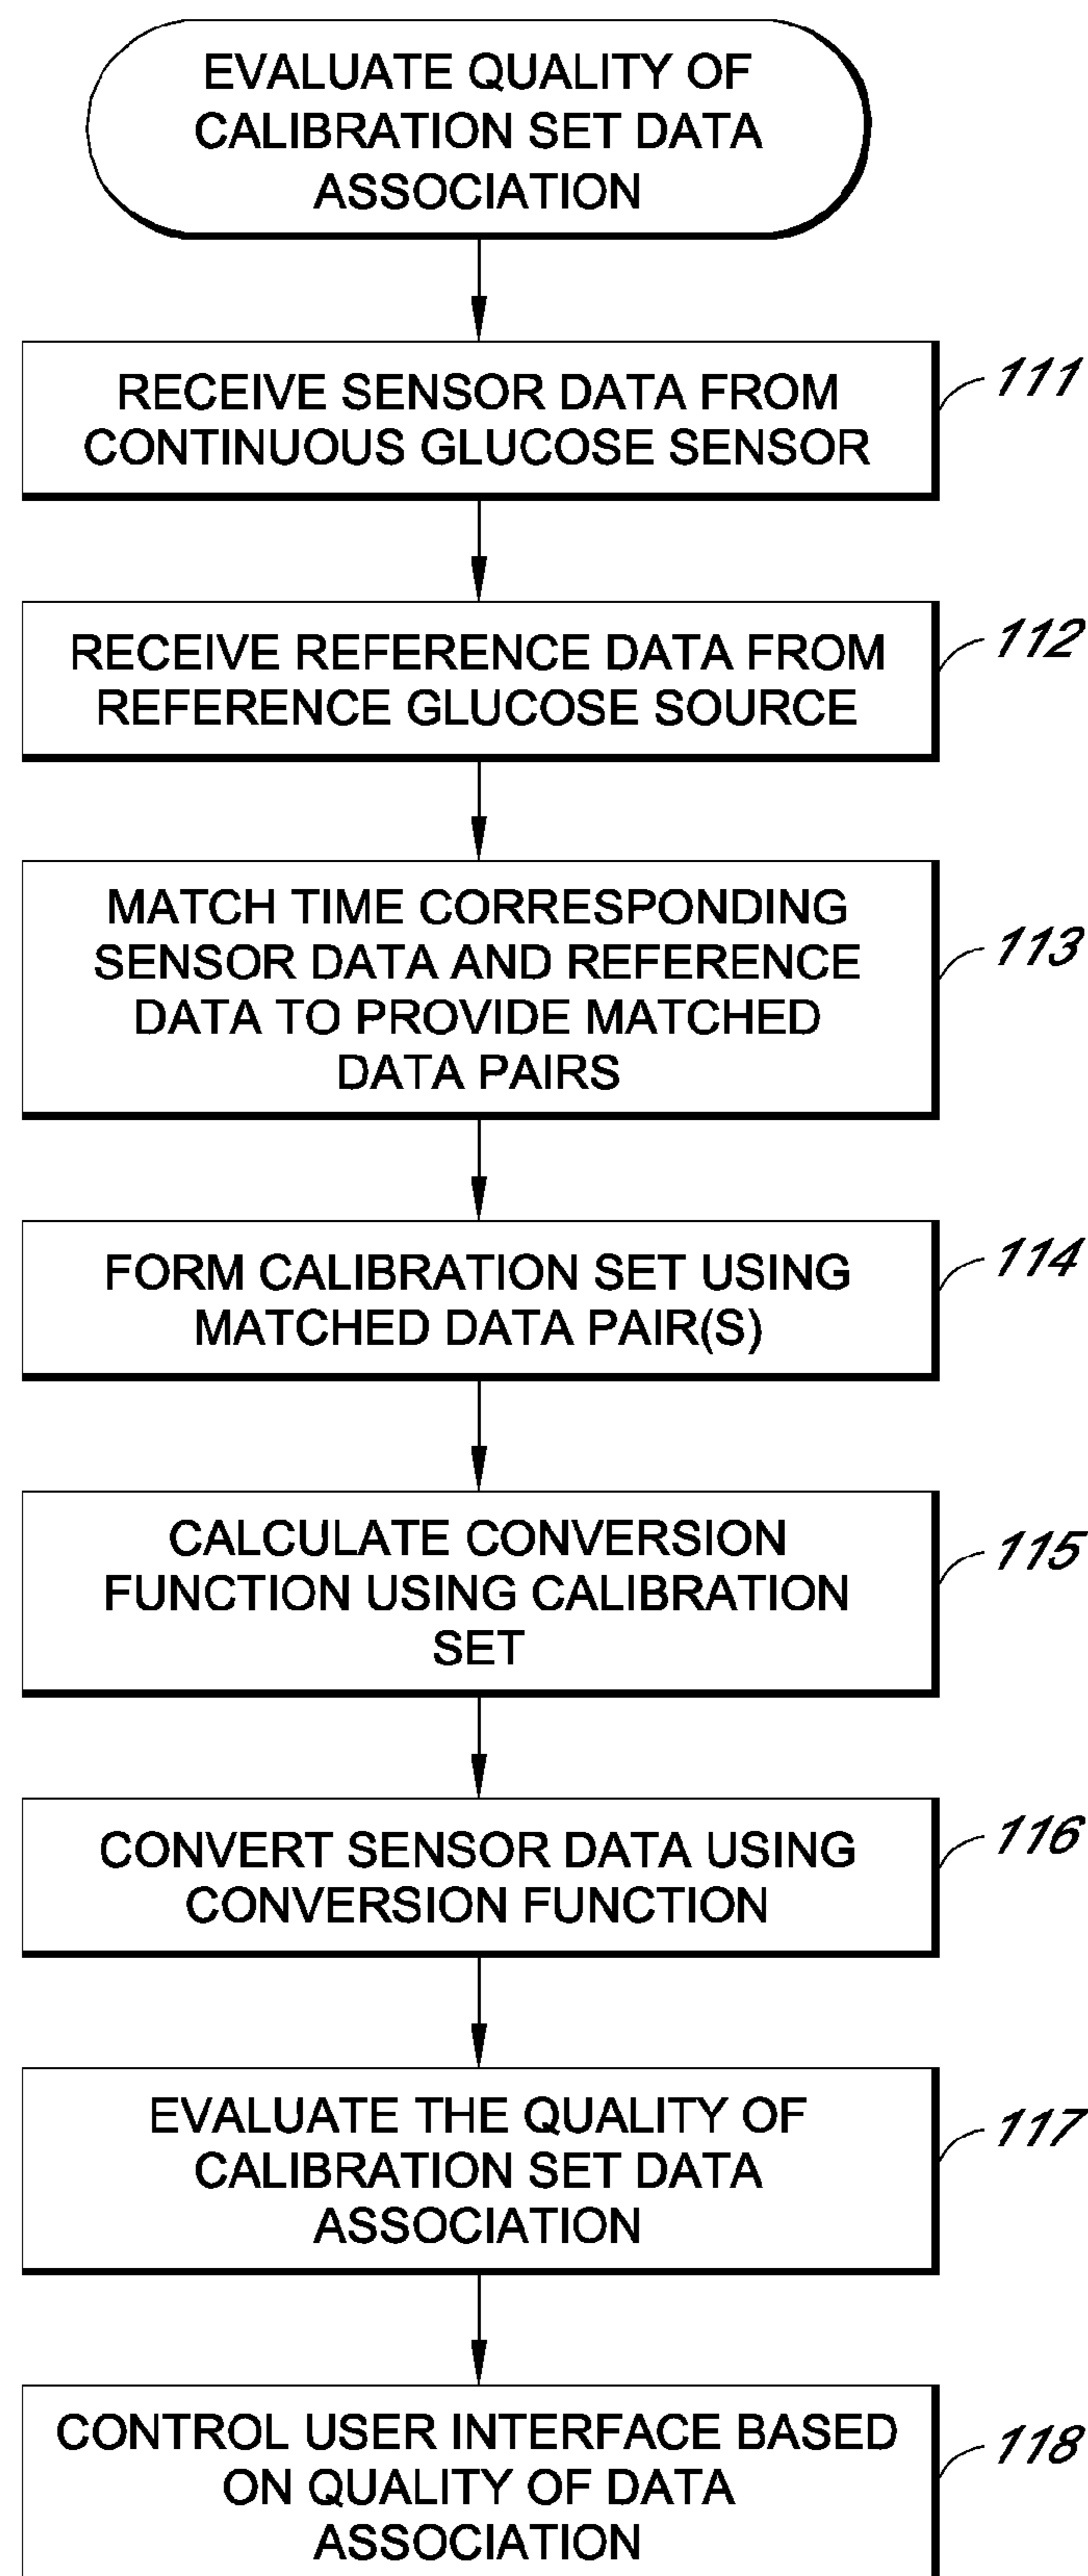 EVALUATE QUALITY OF
CALIBRATION SET DATA
ASSOCIATION
RECEIVE SENSOR DATA FROM
CONTINUOUS GLUCOSE SENSOR
111
RECEIVE REFERENCE DATA FROM
REFERENCE GLUCOSE SOURCE
112
MATCH TIME CORRESPONDING
SENSOR DATA AND REFERENCE
DATA TO PROVIDE MATCHED
DATA PAIRS
113
FORM CALIBRATION SET USING
MATCHED DATA PAIR(S)
114
CALCULATE CONVERSION
FUNCTION USING CALIBRATION
SET
115
CONVERT SENSOR DATA USING
CONVERSION FUNCTION
116
EVALUATE THE QUALITY OF
CALIBRATION SET DATA
ASSOCIATION
117
CONTROL USER INTERFACE BASED
ON QUALITY OF DATA
ASSOCIATION
118